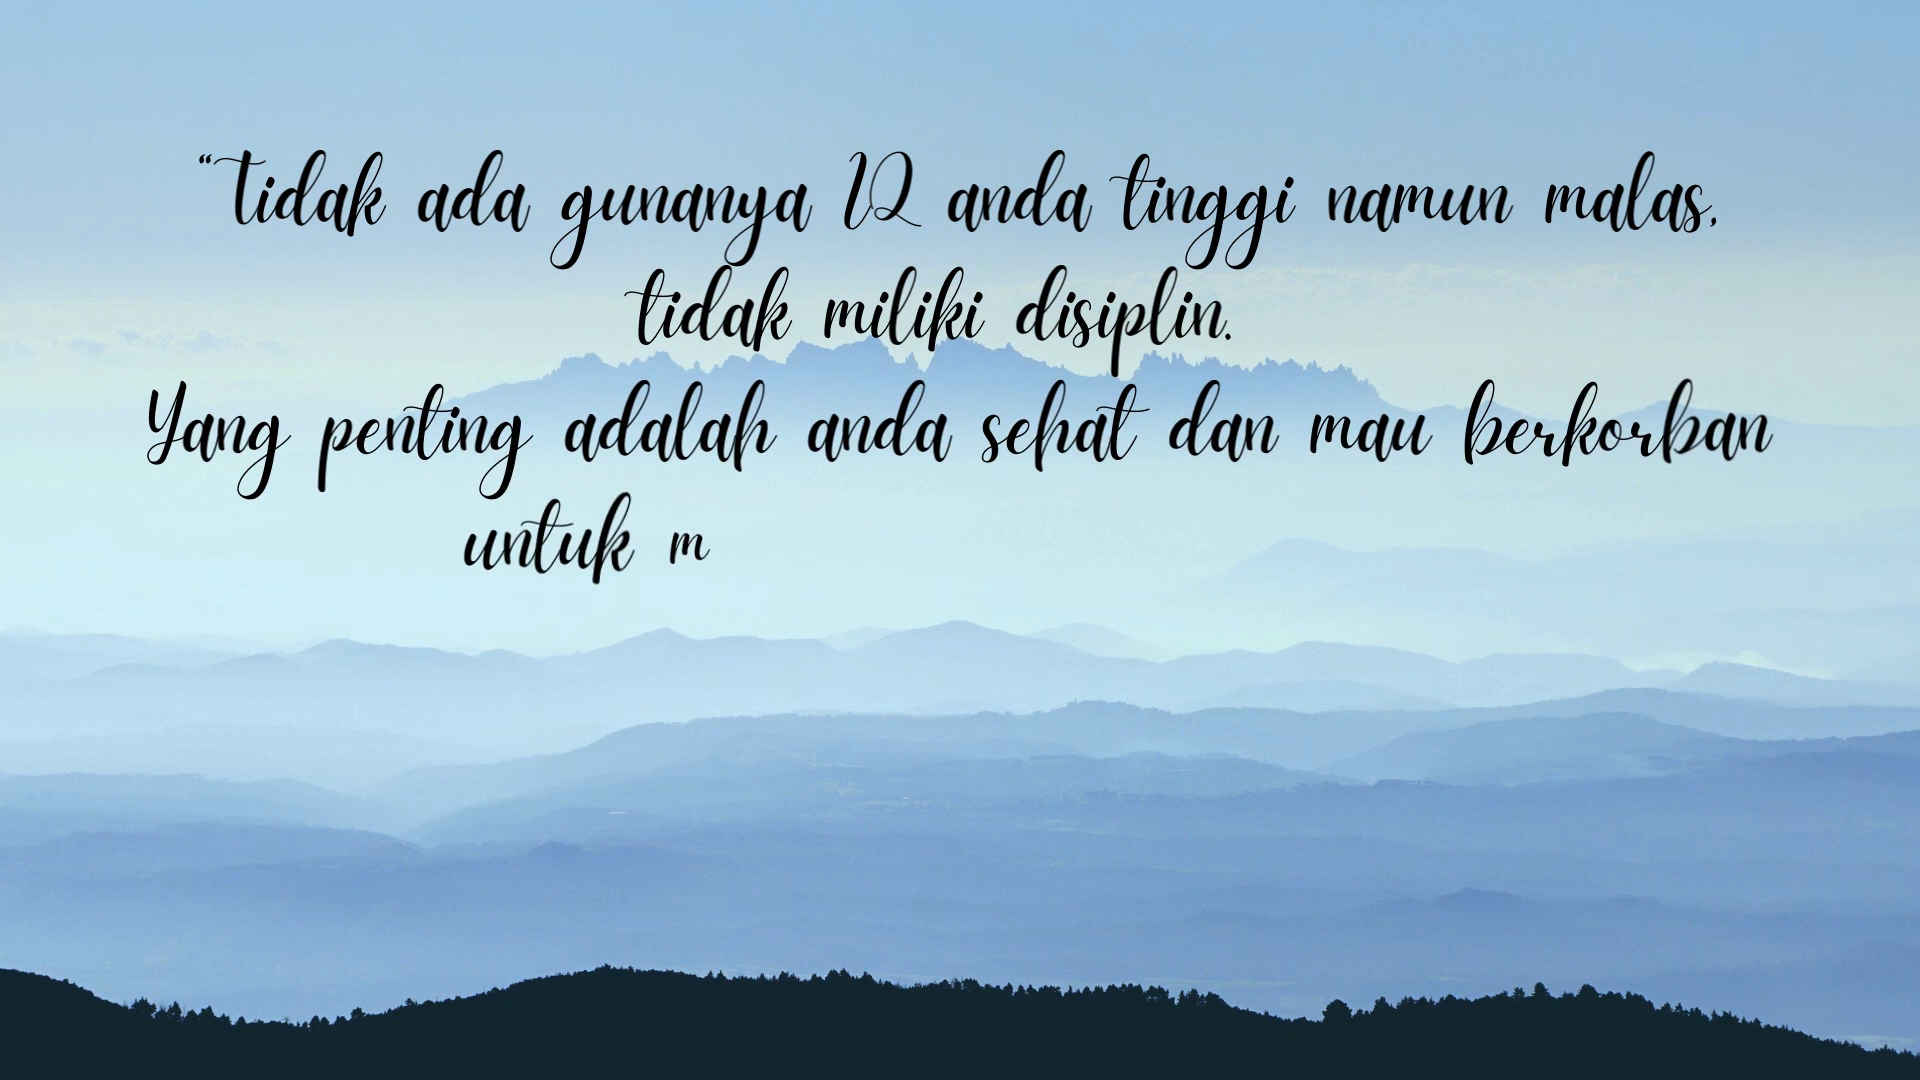 “Tidak ada gunanya IQ anda tinggi namun malas,
tidak miliki disiplin.
Yang penting adalah anda sehat dan mau berkorban
untuk m